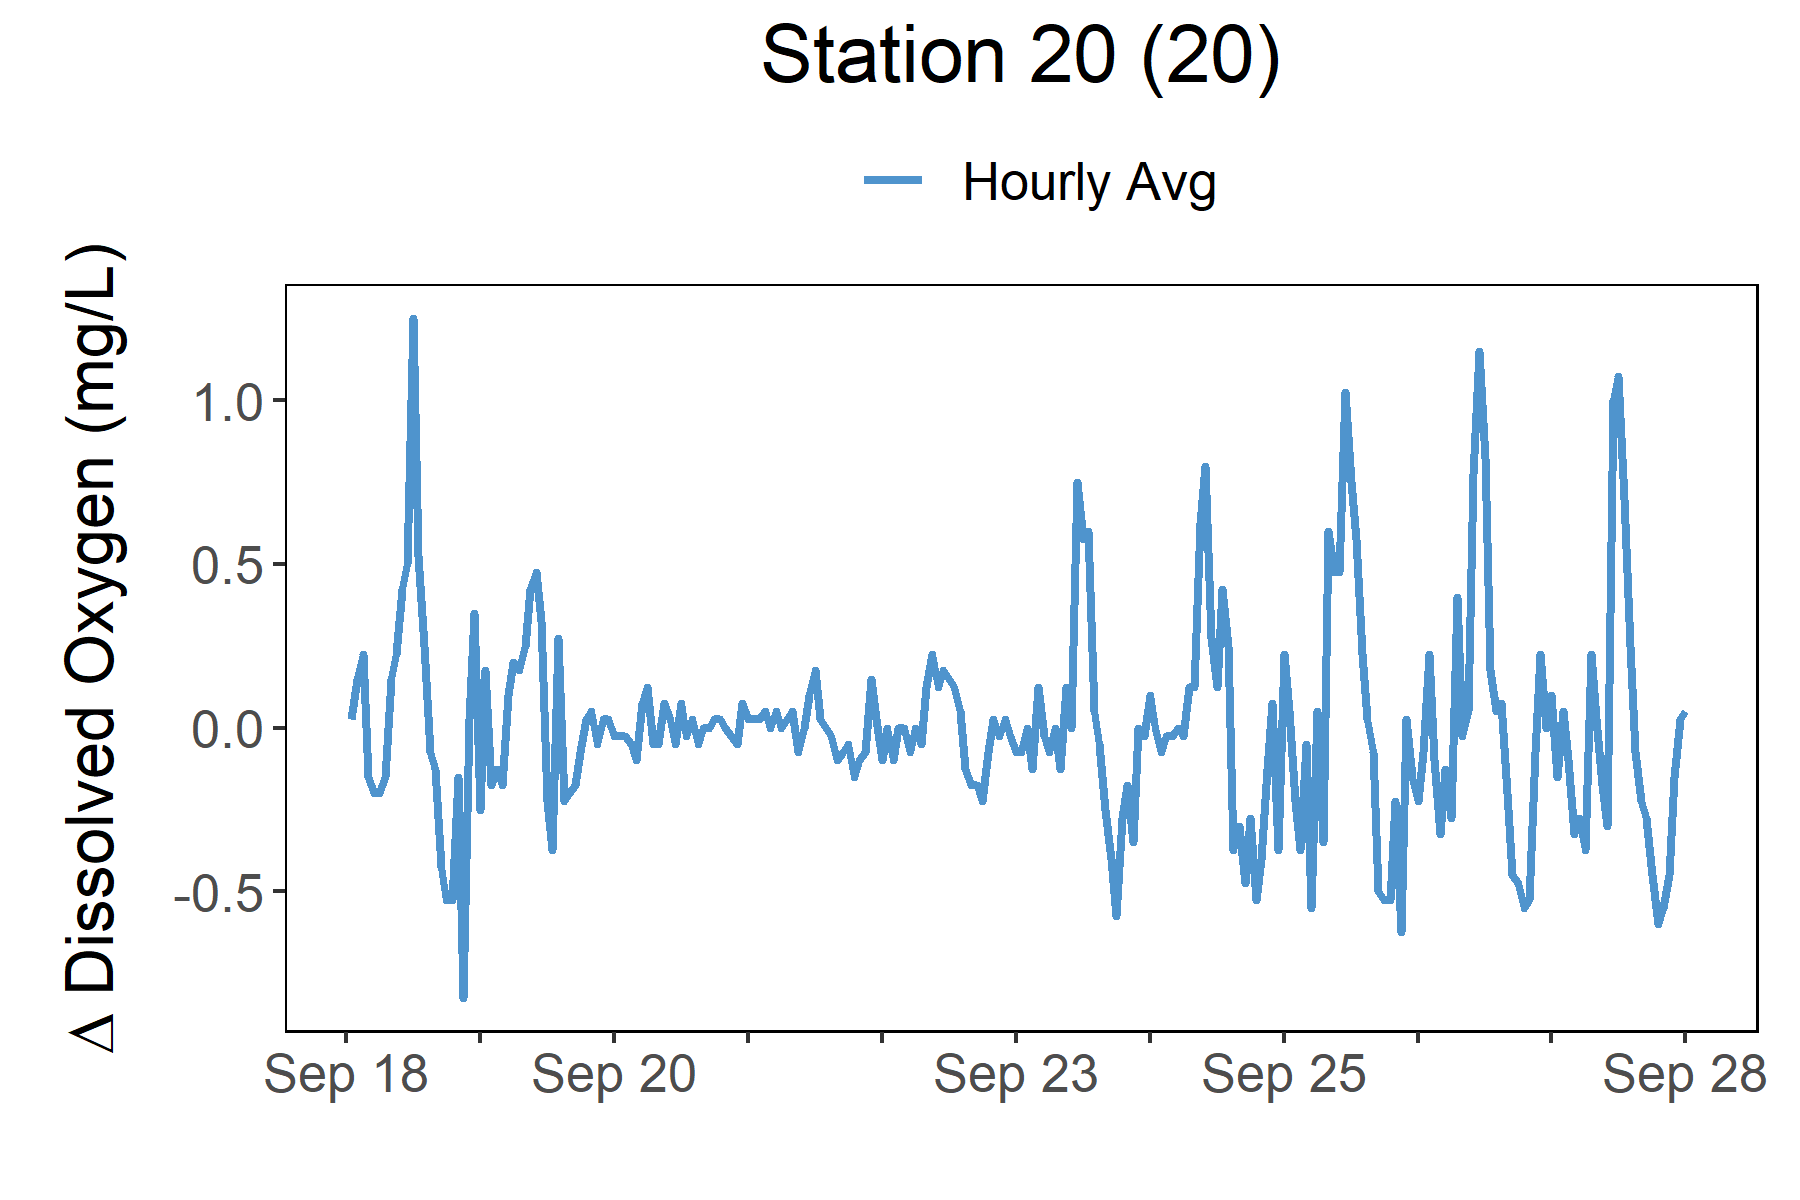 Station 20 (20)
Hourly Avg
Δ Dissolved Oxygen (mg/L)
1.0
0.5
0.0
-0.5
Sep 18 Sep 20 Sep 23 Sep 25 Sep 28